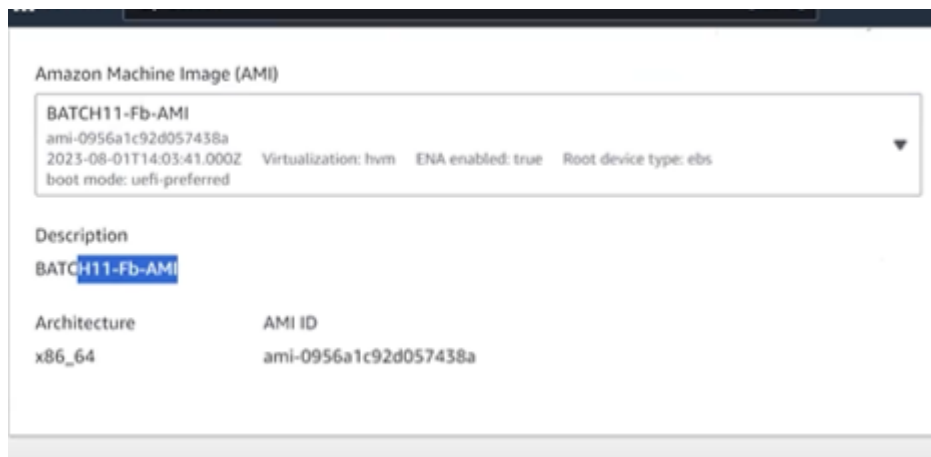 Amazon Machine Image (AMI)
BATCH11-Fb-AMI
ami-0956a1c92d057438a
2023-08-01T14:03:41.000Z Virtualization: hvm ENA enabled: true Root device type: ebs
boot mode: uefi-preferred
Description
BATCH11-Fb-AMI
Architecture AMI ID
x86_64 ami-0956a1c92d057438a